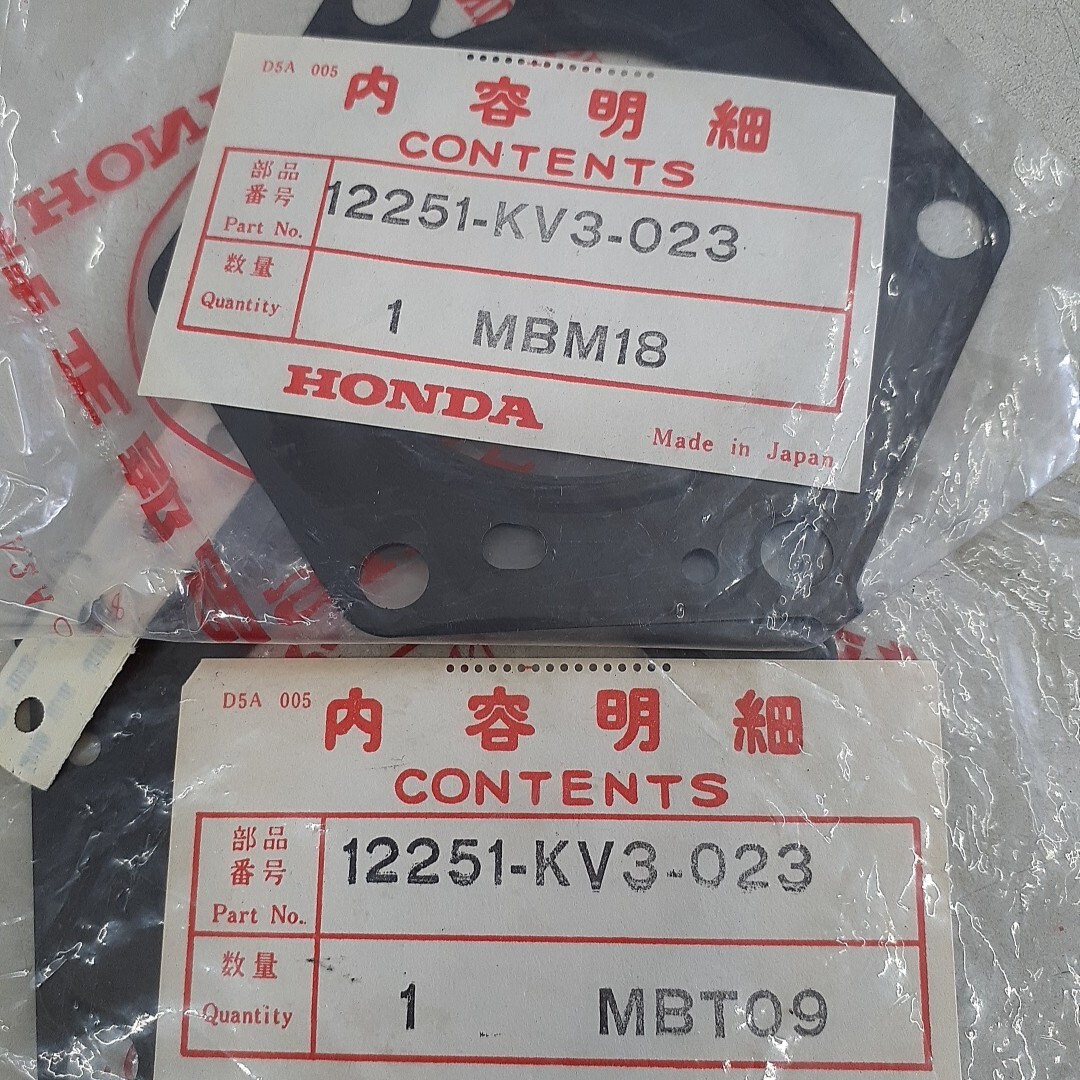 HONDA
D5A 005
内容明細
CONTENTS
部品
番号
Part No.
12251-KV3-023
数量
Quantity
1 MBM18
HONDA
Made in Japan
D5A 005
内容明細
CONTENTS
部品
番号
Part No.
12251-KV3-023
数量
Quantity
1 MBT09